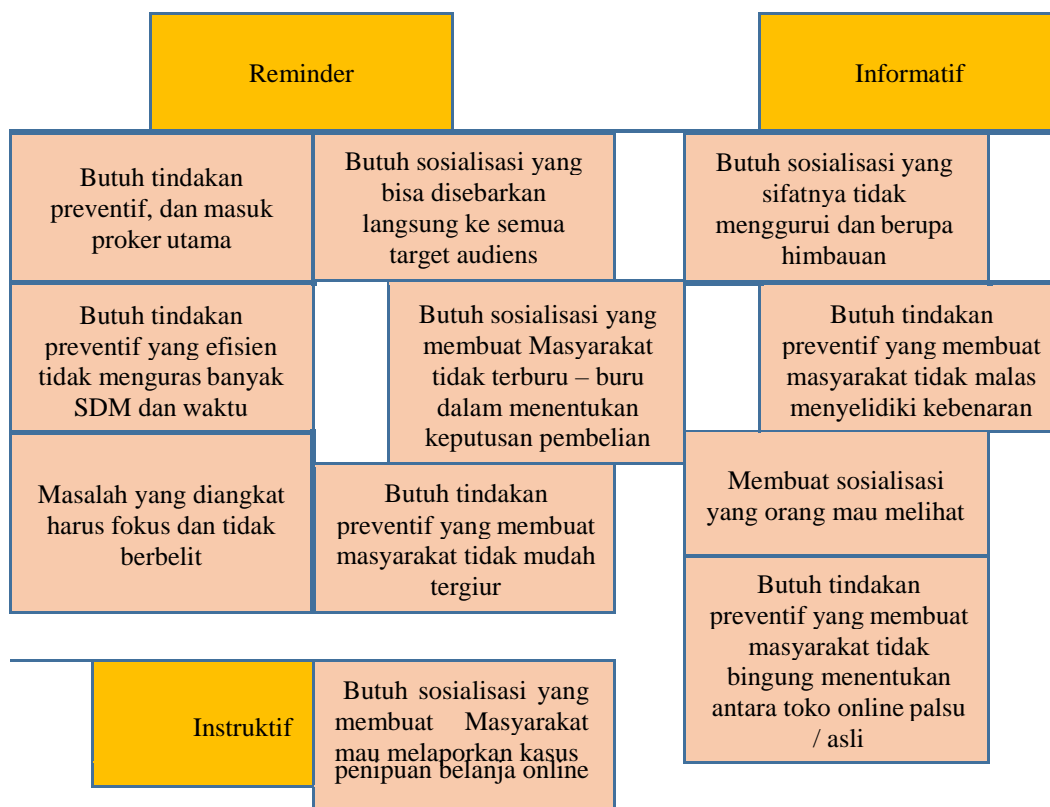 Reminder
Informatif
Butuh tindakan
preventif, dan masuk
proker utama
Butuh sosialisasi yang
bisa disebarkan
langsung ke semua
target audiens
Butuh sosialisasi yang
sifatnya tidak
menggurui dan berupa
himbauan
Butuh tindakan
preventif yang efisien
tidak menguras banyak
SDM dan waktu
Butuh sosialisasi yang
membuat Masyarakat
tidak terburu – buru
dalam menentukan
keputusan pembelian
Butuh tindakan
preventif yang membuat
masyarakat tidak malas
menyelidiki kebenaran
Masalah yang diangkat
harus fokus dan tidak
berbelit
Butuh tindakan
preventif yang membuat
masyarakat tidak mudah
tergiur
Membuat sosialisasi
yang orang mau melihat
Butuh tindakan
preventif yang membuat
masyarakat tidak
bingung menentukan
antara toko online palsu
/ asli
Instruktif
Butuh sosialisasi yang
membuat Masyarakat
mau melaporkan kasus
penipuan belanja online